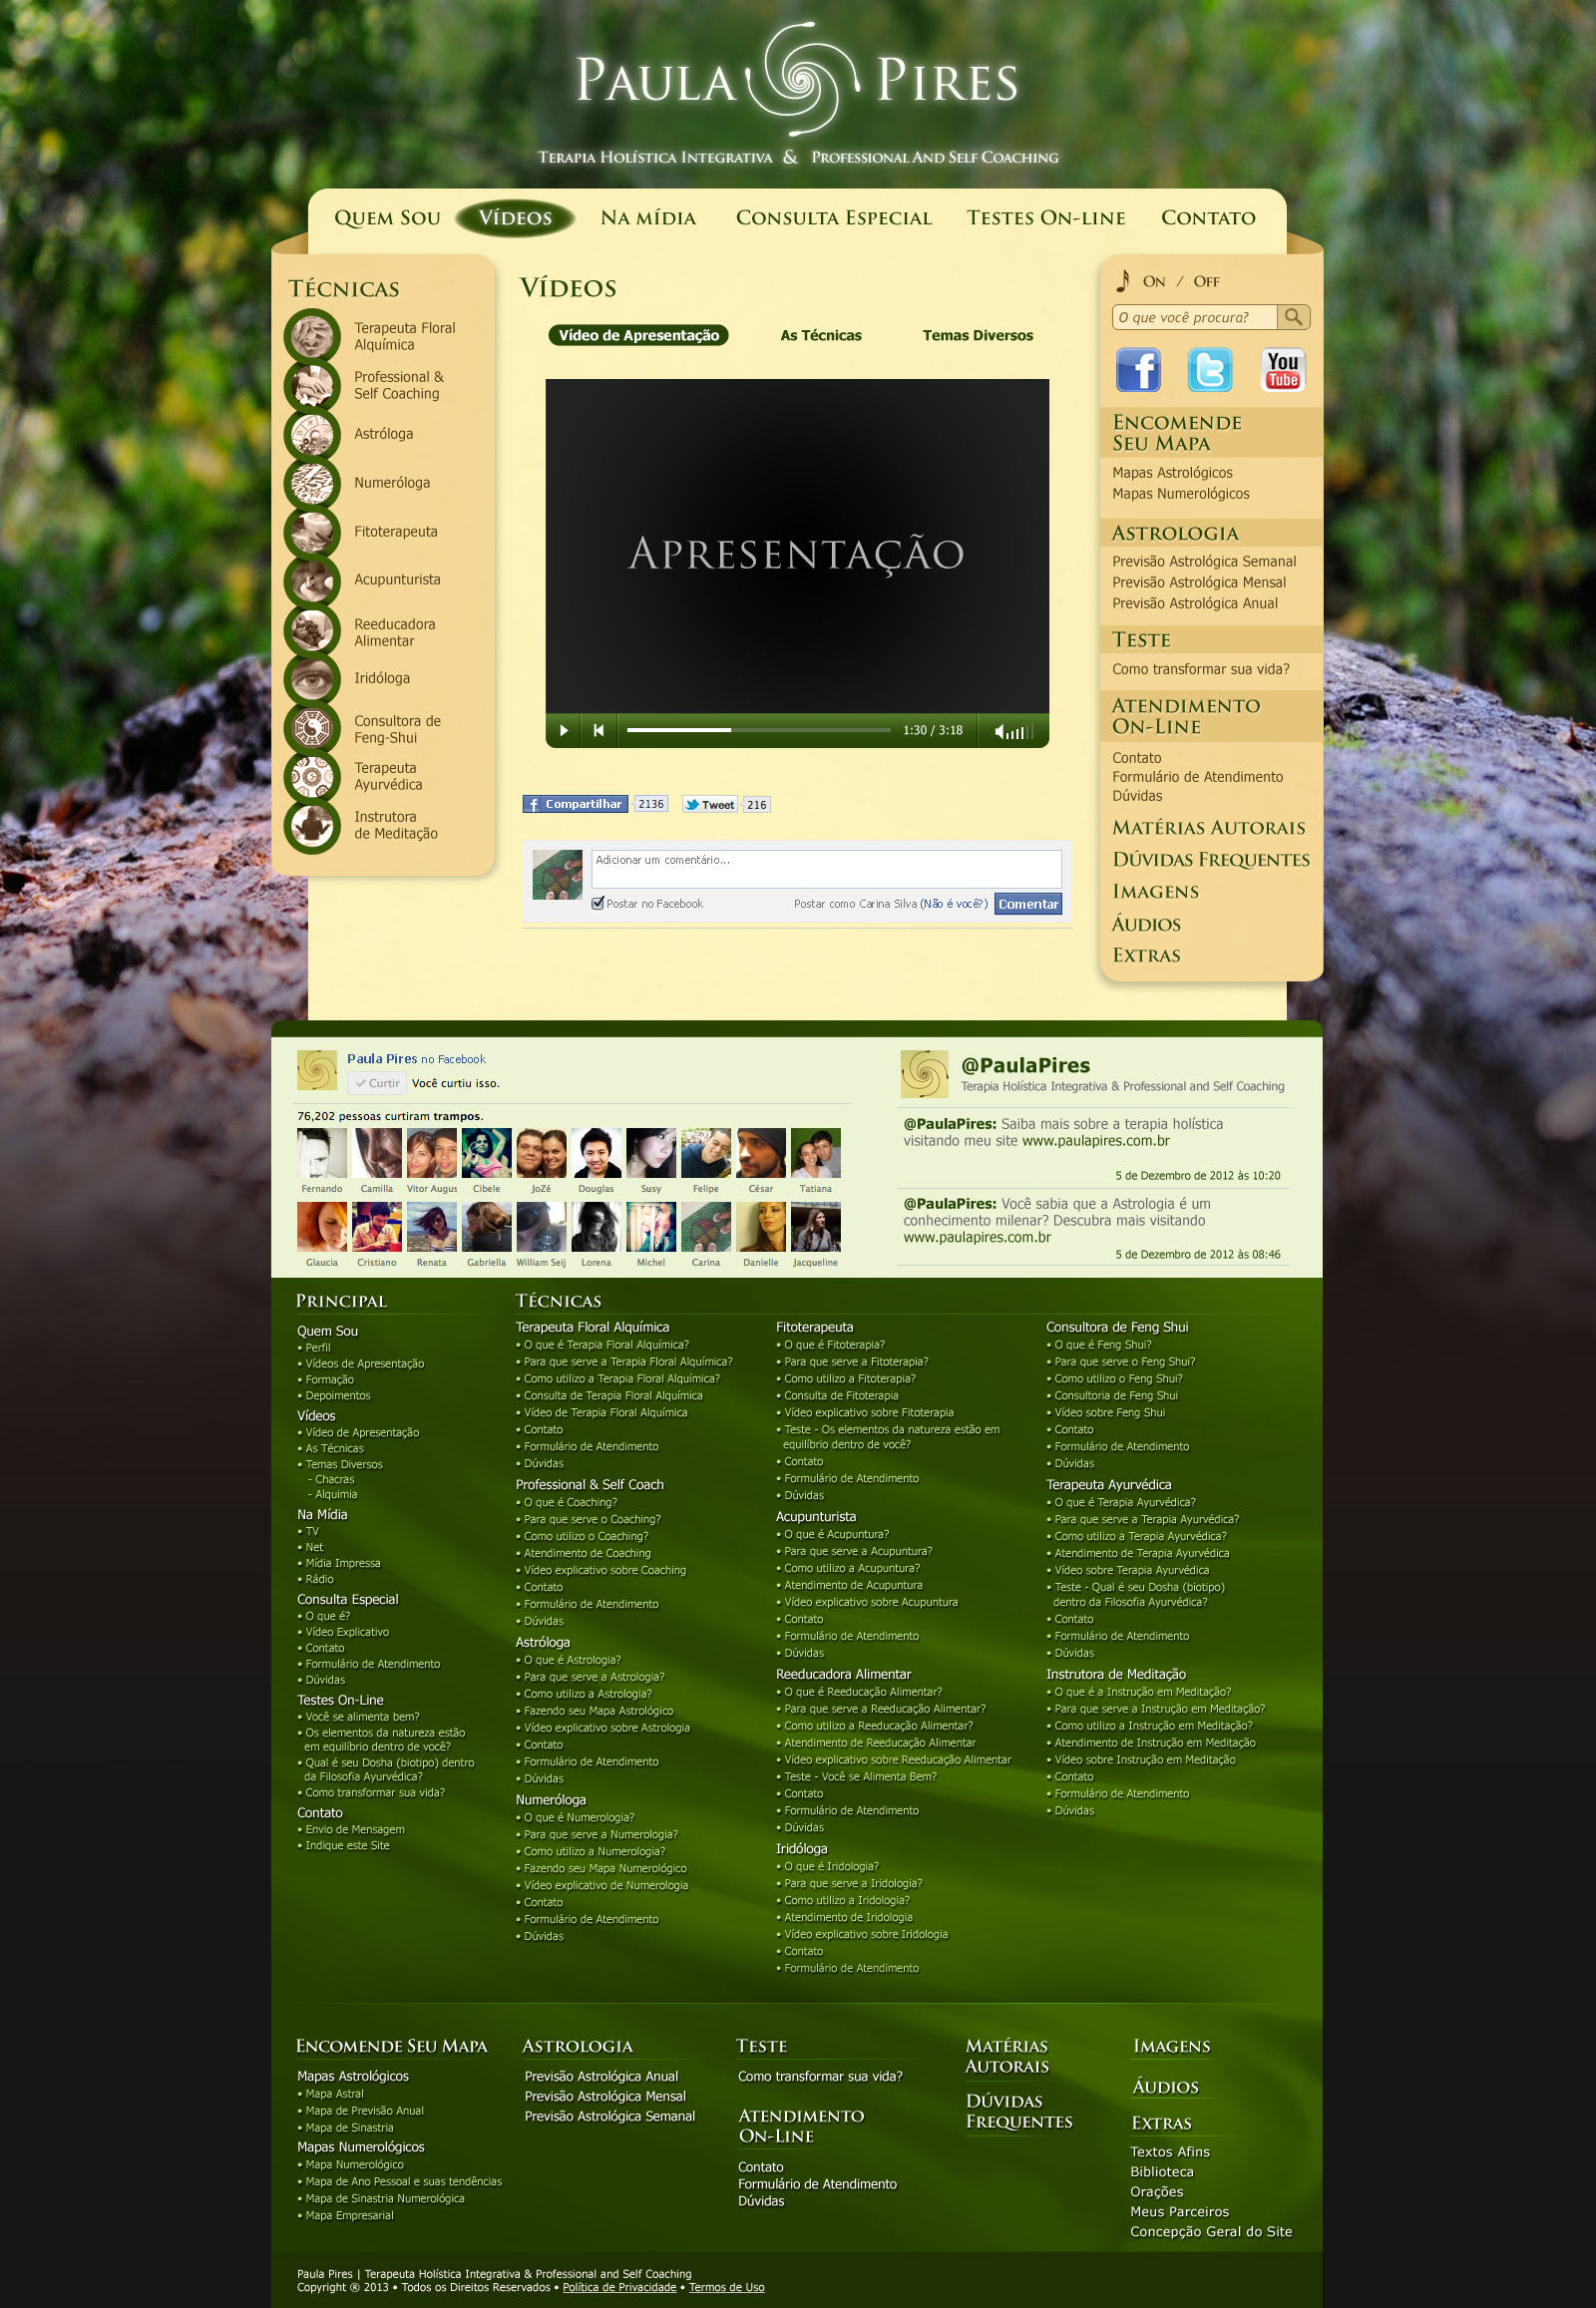 Paula Pires
Terapia Holística Integrativa & Professional And Self Coaching
Quem Sou
Vídeos
Na mídia
Consulta Especial
Testes On-line
Contato
Técnicas
Terapeuta Floral
Alquímica
Professional &
Self Coaching
Astróloga
Numeróloga
Fitoterapeuta
Acupunturista
Reeducadora
Alimentar
Iridóloga
Consultora de
Feng-Shui
Terapeuta
Ayurvédica
Instrutora
de Meditação
Vídeos
Vídeo de Apresentação
As Técnicas
Temas Diversos
Apresentação
1:30 / 3:18
Compartilhar
2136
Tweet
216
Adicionar um comentário...
Postar no Facebook
Postar como Carina Silva (Não é você?)
Comentar
On / Off
O que você procura?
You
Tube
Encomende
Seu Mapa
Mapas Astrológicos
Mapas Numerológicos
Astrologia
Previsão Astrológica Semanal
Previsão Astrológica Mensal
Previsão Astrológica Anual
Teste
Como transformar sua vida?
Atendimento
On-Line
Contato
Formulário de Atendimento
Dúvidas
Matérias Autorais
Dúvidas Frequentes
Imagens
Áudios
Extras
Paula Pires no Facebook
Curtir
Você curtiu isso.
76,202 pessoas curtiram trampos.
Fernando
Camilla
Vitor Augus
Cibele
JoZé
Douglas
Susy
Felipe
César
Tatiana
Glaucia
Cristiano
Renata
Gabriella
William Seij
Lorena
Michel
Carina
Danielle
Jacqueline
@PaulaPires
Terapia Holística Integrativa & Professional and Self Coaching
@PaulaPires: Saiba mais sobre a terapia holística
visitando meu site www.paulapires.com.br
5 de Dezembro de 2012 às 10:20
@PaulaPires: Você sabia que a Astrologia é um
conhecimento milenar? Descubra mais visitando
www.paulapires.com.br
5 de Dezembro de 2012 às 08:46
Principal
Quem Sou
• Perfil
• Vídeos de Apresentação
• Formação
• Depoimentos
Vídeos
• Vídeo de Apresentação
• As Técnicas
• Temas Diversos
- Chacras
- Alquimia
Na Mídia
• TV
• Net
• Mídia Impressa
• Rádio
Consulta Especial
• O que é?
• Vídeo Explicativo
• Contato
• Formulário de Atendimento
• Dúvidas
Testes On-Line
• Você se alimenta bem?
• Os elementos da natureza estão
em equilíbrio dentro de você?
• Qual é seu Dosha (biotipo) dentro
da Filosofia Ayurvédica?
• Como transformar sua vida?
Contato
• Envio de Mensagem
• Indique este Site
Técnicas
Terapeuta Floral Alquímica
• O que é Terapia Floral Alquímica?
• Para que serve a Terapia Floral Alquímica?
• Como utilizo a Terapia Floral Alquímica?
• Consulta de Terapia Floral Alquímica
• Vídeo de Terapia Floral Alquímica
• Contato
• Formulário de Atendimento
• Dúvidas
Professional & Self Coach
• O que é Coaching?
• Para que serve o Coaching?
• Como utilizo o Coaching?
• Atendimento de Coaching
• Vídeo explicativo sobre Coaching
• Contato
• Formulário de Atendimento
• Dúvidas
Astróloga
• O que é Astrologia?
• Para que serve a Astrologia?
• Como utilizo a Astrologia?
• Fazendo seu Mapa Astrológico
• Vídeo explicativo sobre Astrologia
• Contato
• Formulário de Atendimento
• Dúvidas
Numeróloga
• O que é Numerologia?
• Para que serve a Numerologia?
• Como utilizo a Numerologia?
• Fazendo seu Mapa Numerológico
• Vídeo explicativo de Numerologia
• Contato
• Formulário de Atendimento
• Dúvidas
Fitoterapeuta
• O que é Fitoterapia?
• Para que serve a Fitoterapia?
• Como utilizo a Fitoterapia?
• Consulta de Fitoterapia
• Vídeo explicativo sobre Fitoterapia
• Teste - Os elementos da natureza estão em
equilíbrio dentro de você?
• Contato
• Formulário de Atendimento
• Dúvidas
Acupunturista
• O que é Acupuntura?
• Para que serve a Acupuntura?
• Como utilizo a Acupuntura?
• Atendimento de Acupuntura
• Vídeo explicativo sobre Acupuntura
• Contato
• Formulário de Atendimento
• Dúvidas
Reeducadora Alimentar
• O que é Reeducação Alimentar?
• Para que serve a Reeducação Alimentar?
• Como utilizo a Reeducação Alimentar?
• Atendimento de Reeducação Alimentar
• Vídeo explicativo sobre Reeducação Alimentar
• Teste - Você se Alimenta Bem?
• Contato
• Formulário de Atendimento
• Dúvidas
Iridóloga
• O que é Iridologia?
• Para que serve a Iridologia?
• Como utilizo a Iridologia?
• Atendimento de Iridologia
• Vídeo explicativo sobre Iridologia
• Contato
• Formulário de Atendimento
Consultora de Feng Shui
• O que é Feng Shui?
• Para que serve o Feng Shui?
• Como utilizo o Feng Shui?
• Consultoria de Feng Shui
• Vídeo sobre Feng Shui
• Contato
• Formulário de Atendimento
• Dúvidas
Terapeuta Ayurvédica
• O que é Terapia Ayurvédica?
• Para que serve a Terapia Ayurvédica?
• Como utilizo a Terapia Ayurvédica?
• Atendimento de Terapia Ayurvédica
• Vídeo sobre Terapia Ayurvédica
• Teste - Qual é seu Dosha (biotipo)
dentro da Filosofia Ayurvédica?
• Contato
• Formulário de Atendimento
• Dúvidas
Instrutora de Meditação
• O que é a Instrução em Meditação?
• Para que serve a Instrução em Meditação?
• Como utilizo a Instrução em Meditação?
• Atendimento de Instrução em Meditação
• Vídeo sobre Instrução em Meditação
• Contato
• Formulário de Atendimento
• Dúvidas
Encomende Seu Mapa
Mapas Astrológicos
• Mapa Astral
• Mapa de Previsão Anual
• Mapa de Sinastria
Mapas Numerológicos
• Mapa Numerológico
• Mapa de Ano Pessoal e suas tendências
• Mapa de Sinastria Numerológica
• Mapa Empresarial
Astrologia
Previsão Astrológica Anual
Previsão Astrológica Mensal
Previsão Astrológica Semanal
Teste
Como transformar sua vida?
Atendimento
On-Line
Contato
Formulário de Atendimento
Dúvidas
Matérias
Autorais
Dúvidas
Frequentes
Imagens
Áudios
Extras
Textos Afins
Biblioteca
Orações
Meus Parceiros
Concepção Geral do Site
Paula Pires | Terapeuta Holística Integrativa & Professional and Self Coaching
Copyright ® 2013 • Todos os Direitos Reservados • Política de Privacidade • Termos de Uso